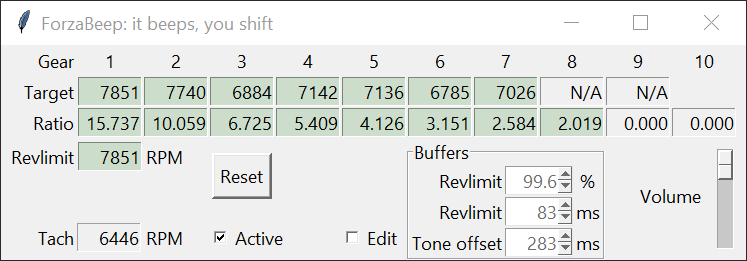 ForzaBeep: it beeps, you shift
Gear 1 2 3 4 5 6 7 8 9 10
Target 7851 7740 6884 7142 7136 6785 7026 N/A N/A
Ratio 15.737 10.059 6.725 5.409 4.126 3.151 2.584 2.019 0.000 0.000
Revlimit 7851 RPM
Reset
Buffers
Revlimit 99.6 %
Revlimit 83 ms
Tone offset 283 ms
Volume
Tach 6446 RPM
Active
Edit